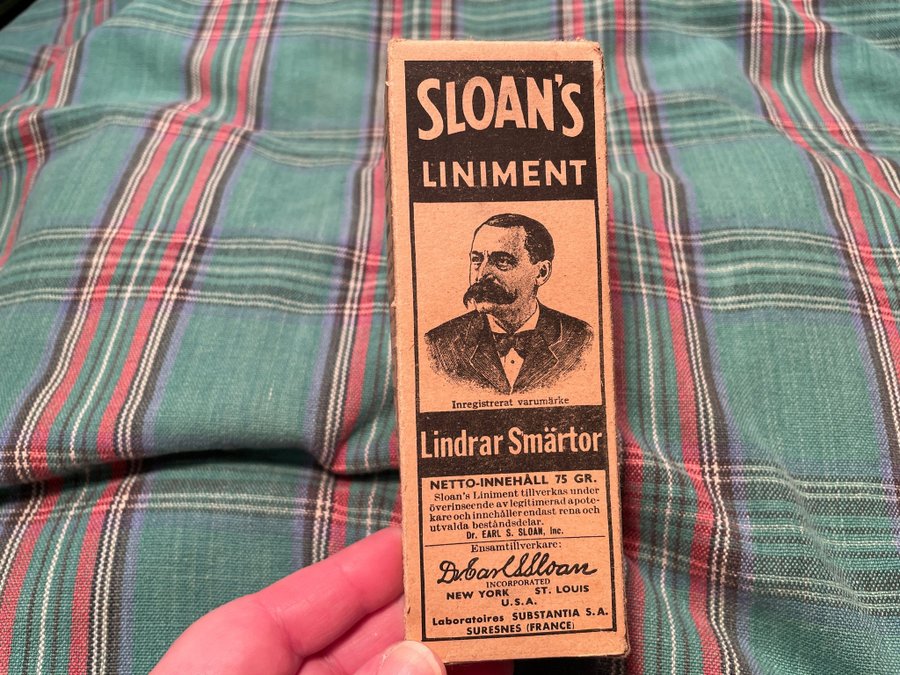 SLOAN'S
LINIMENT
Inregistrerat varumärke
Lindrar Smärtor
NETTO-INNEHÅLL 75 GR.
Sloan's Liniment tillverkas under
överinseende av legitimerad apote-
kare och innehåller endast rena och
utvalda beståndsdelar.
Dr. EARL S. SLOAN, Inc.
Ensamtillverkare:
Dr. Earl S. Sloan
INCORPORATED
NEW YORK ST. LOUIS
U.S.A.
Laboratoires SUBSTANTIA S.A.
SURESNES (FRANCE)